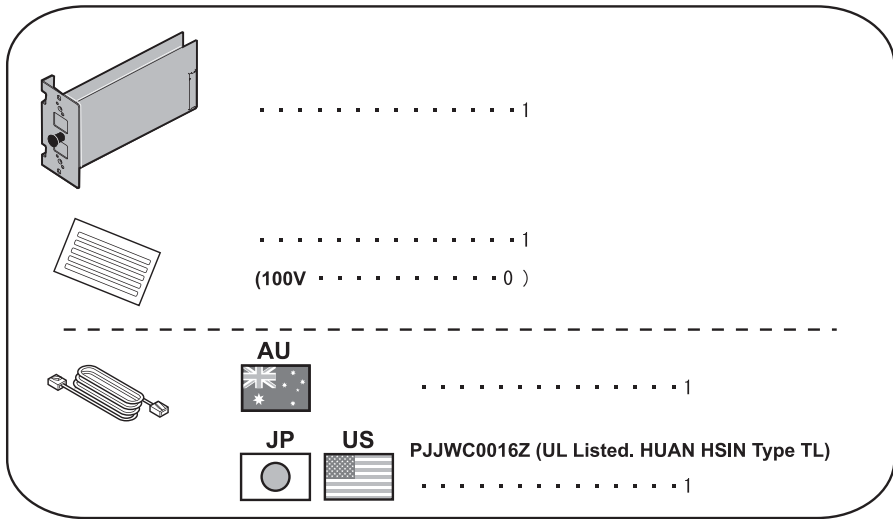 · · · · · · · · · · · · · · 1
· · · · · · · · · · · · · · 1
(100V · · · · · · · · · · 0 )
AU
· · · · · · · · · · · · · · 1
JP US PJJWC0016Z (UL Listed. HUAN HSIN Type TL)
· · · · · · · · · · · · · · 1